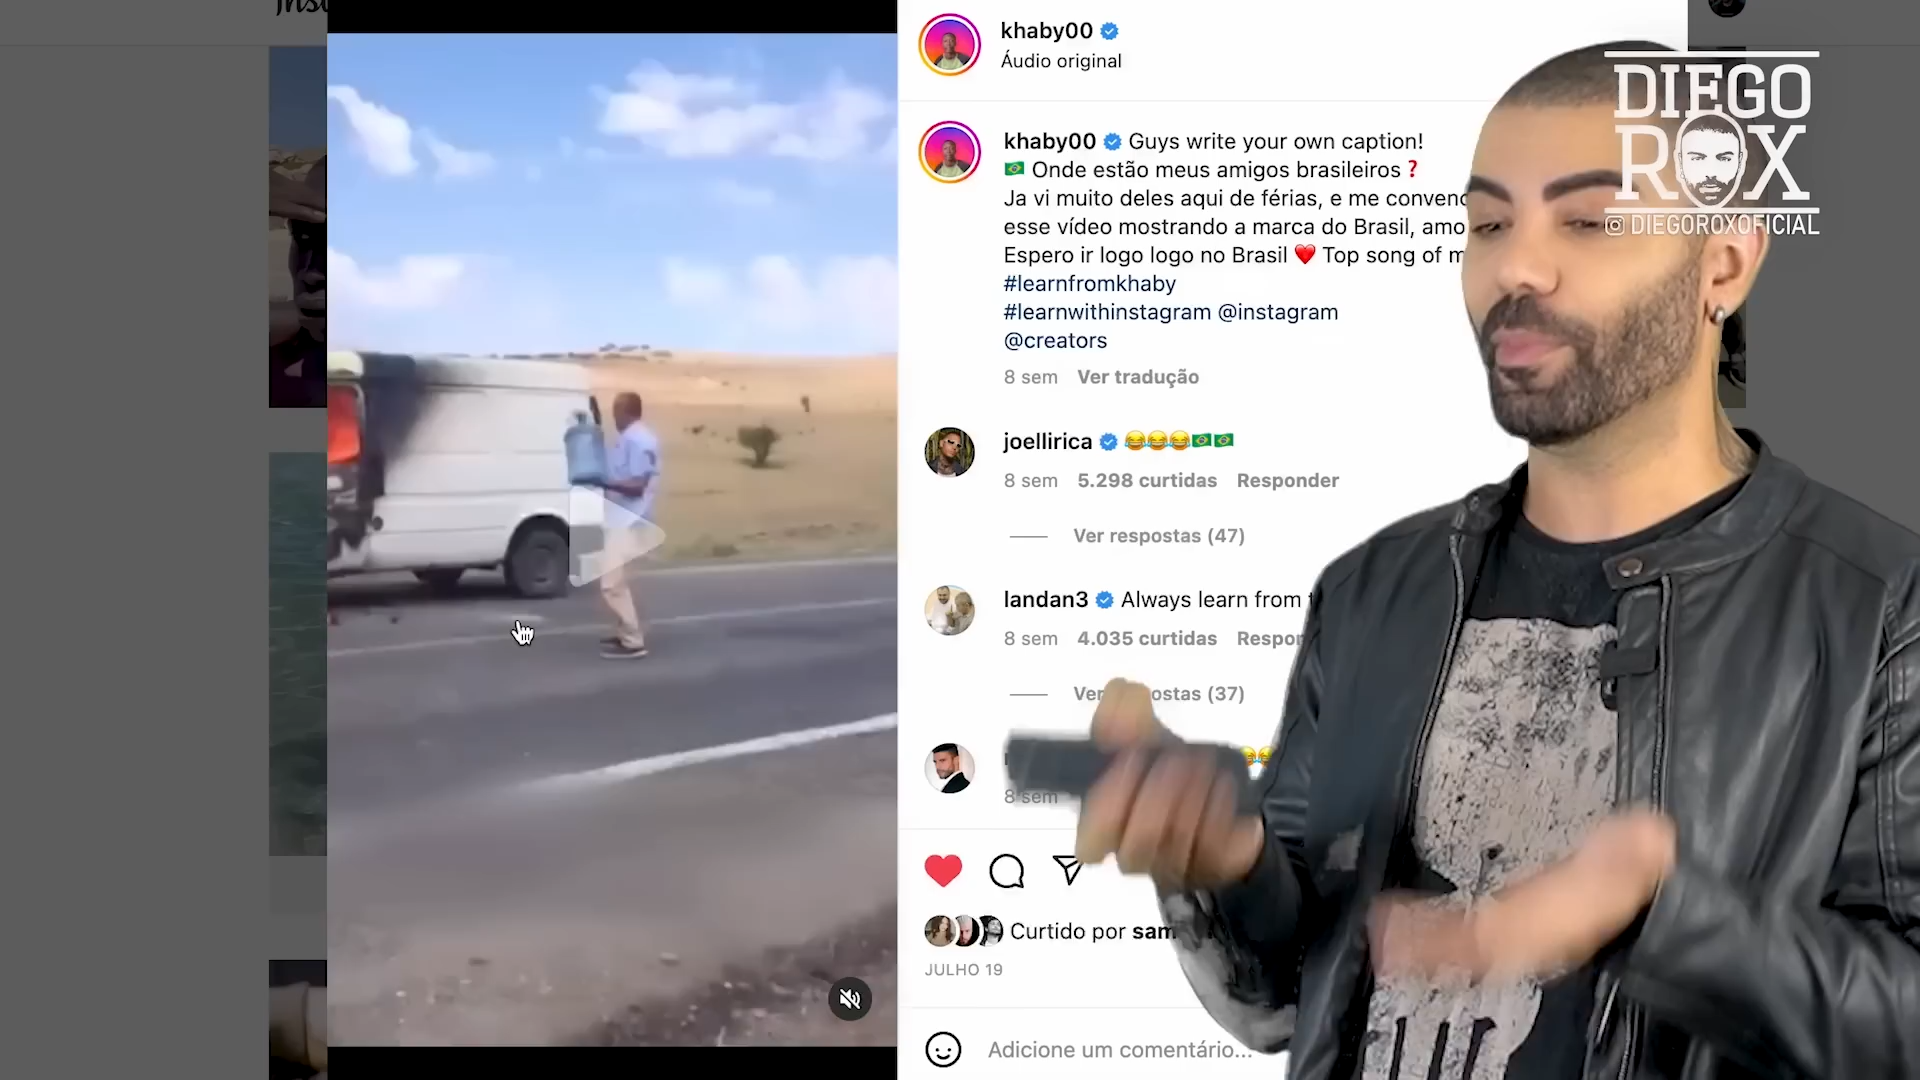 khaby00
Áudio original
khaby00 Guys write your own caption!
🇧🇷 Onde estão meus amigos brasileiros❓
Ja vi muito deles aqui de férias, e me
esse vídeo mostrando a marca do Brasil,
Espero ir logo logo no Brasil ❤️ Top song of
#learnfromkhaby
#learnwithinstagram @instagram
@creators
8 sem Ver tradução
joellirica 😂😂😂🇧🇷🇧🇷
8 sem 5.298 curtidas Responder
Ver respostas (47)
landan3 Always learn from
8 sem 4.035 curtidas
(37)
8 sem
Curtido por sam
JULHO 19
Adicione um comentário...
DIEGO
ROX
@DIEGOROXOFICIAL